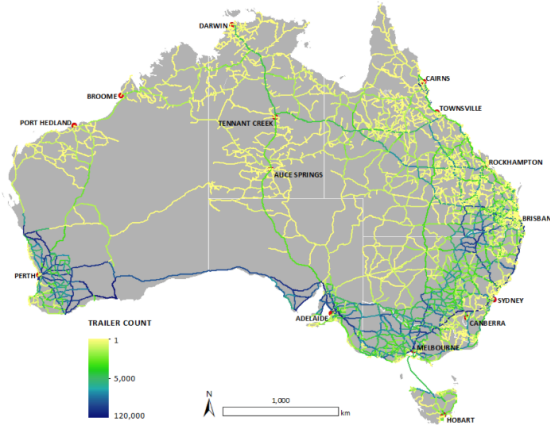 DARWIN
CAIRNS
BROOME
TOWNSVILLE
PORT HEDLAND
TENNANT CREEK
ROCKHAMPTON
ALICE SPRINGS
BRISBAN
PERTH
SYDNEY
ADELAIDE
CANBERRA
TRAILER COUNT
MELBOURNE
1
5,000
120,000
N
1,000
km
HOBART